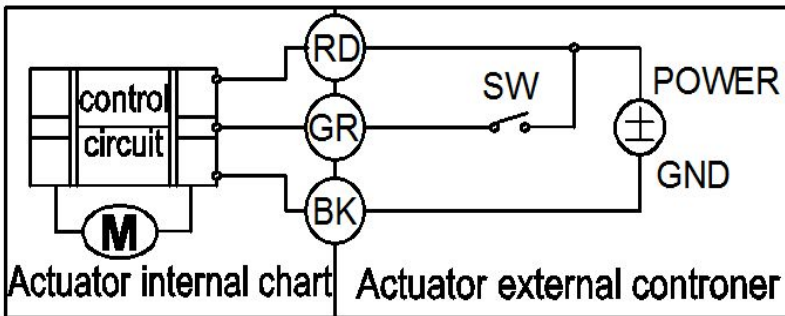 RD
SW
POWER
control
GR
circuit
GND
BK
M
Actuator internal chart
Actuator external controner